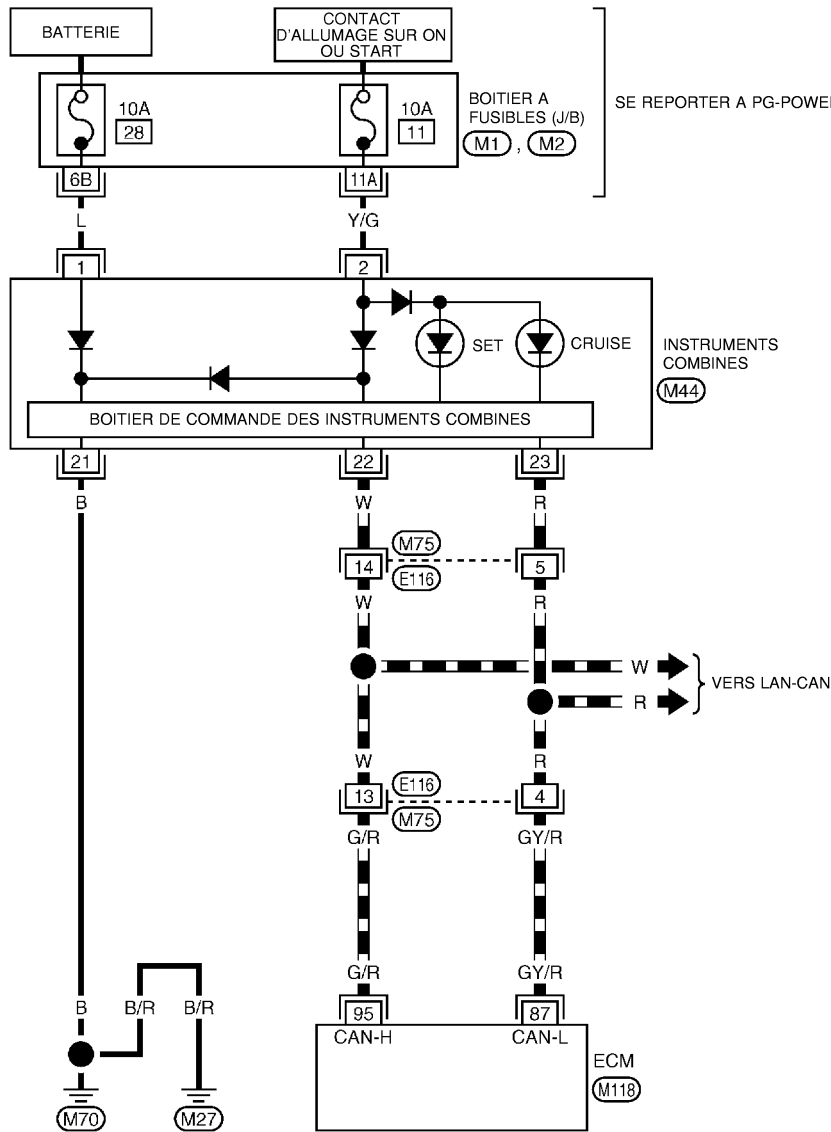 BATTERIE
CONTACT
D'ALLUMAGE SUR ON
OU START
10A
28
10A
11
BOITIER A
FUSIBLES (J/B)
M1 , M2
SE REPORTER A PG-POWER
6B
11A
L
Y/G
1
2
SET
CRUISE
INSTRUMENTS
COMBINES
M44
BOITIER DE COMMANDE DES INSTRUMENTS COMBINES
21
22
23
B
W
R
M75
14
5
E116
W
R
W
VERS LAN-CAN
R
W
R
E116
13
4
M75
G/R
GY/R
G/R
GY/R
B
B/R
B/R
95
87
CAN-H
CAN-L
ECM
M118
M70
M27